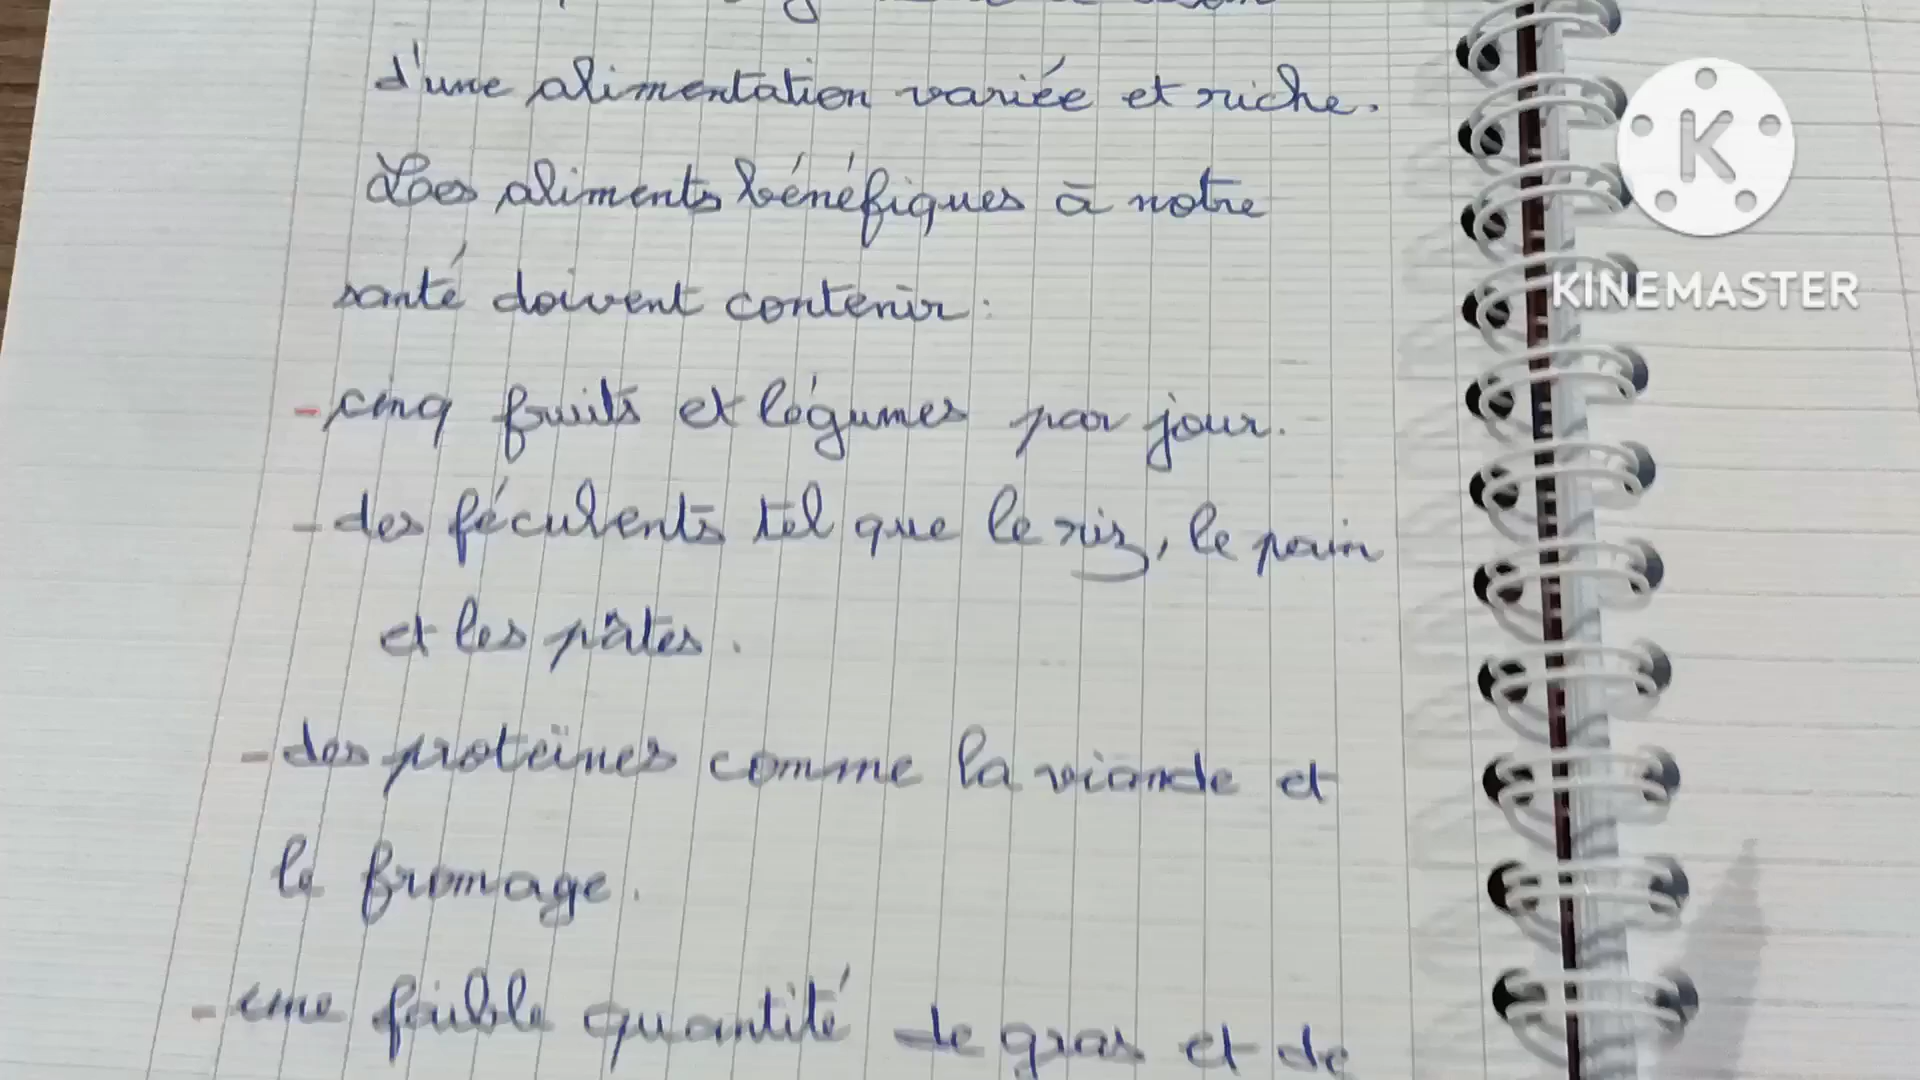 d'une alimentation variée et riche.
Les aliments bénéfiques à notre
santé doivent contenir:
- cinq fruits et légumes par jour.
- des féculents tel que le riz, le pain
et les pâtes.
- des proteïnes comme la viande et
le fromage.
- une faible quantité de gras et de
K
KINEMASTER